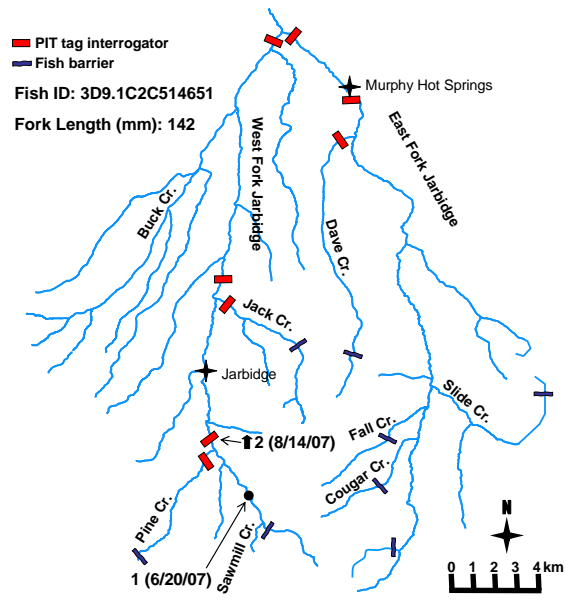 PIT tag interrogator
Fish barrier
Fish ID: 3D9.1C2C514651
Fork Length (mm): 142
Murphy Hot Springs
West Fork Jarbidge
East Fork Jarbidge
Buck Cr.
Dave Cr.
Jack Cr.
Jarbidge
Slide Cr.
Fall Cr.
2 (8/14/07)
Cougar Cr.
Pine Cr.
Sawmill Cr.
1 (6/20/07)
N
0 1 2 3 4 km